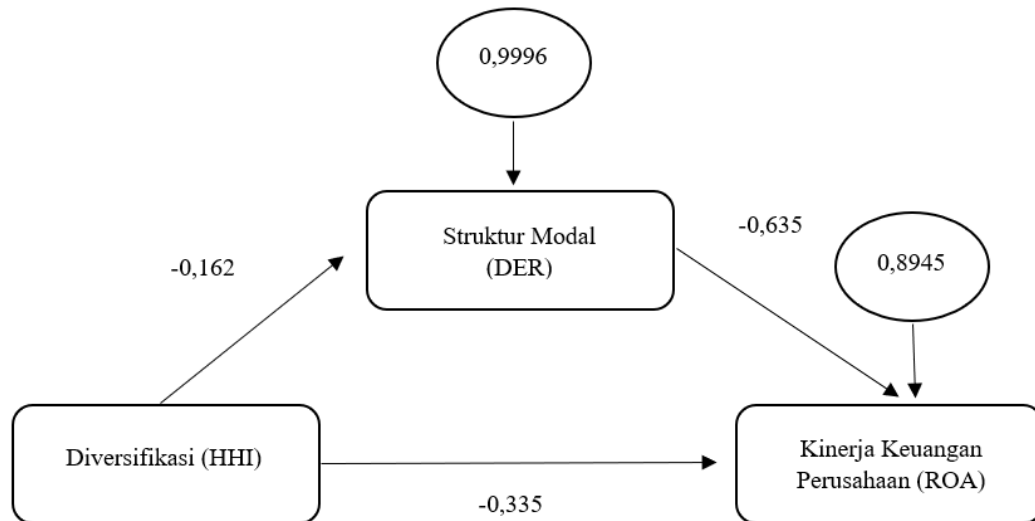 0,9996
Struktur Modal
(DER)
-0,635
0,8945
-0,162
Diversifikasi (HHI)
Kinerja Keuangan
Perusahaan (ROA)
-0,335